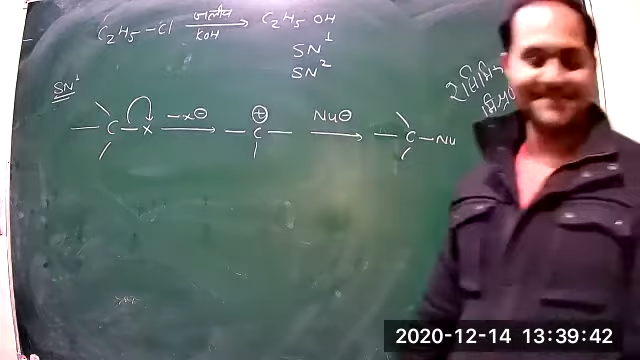 C₂H₅—Cl जलीय KOH → C₂H₅OH
SN¹
SN²
SN¹
—C—X —X⊖ → —C⊕— Nu⊖ → —C—Nu
2020-12-14 13:39:42